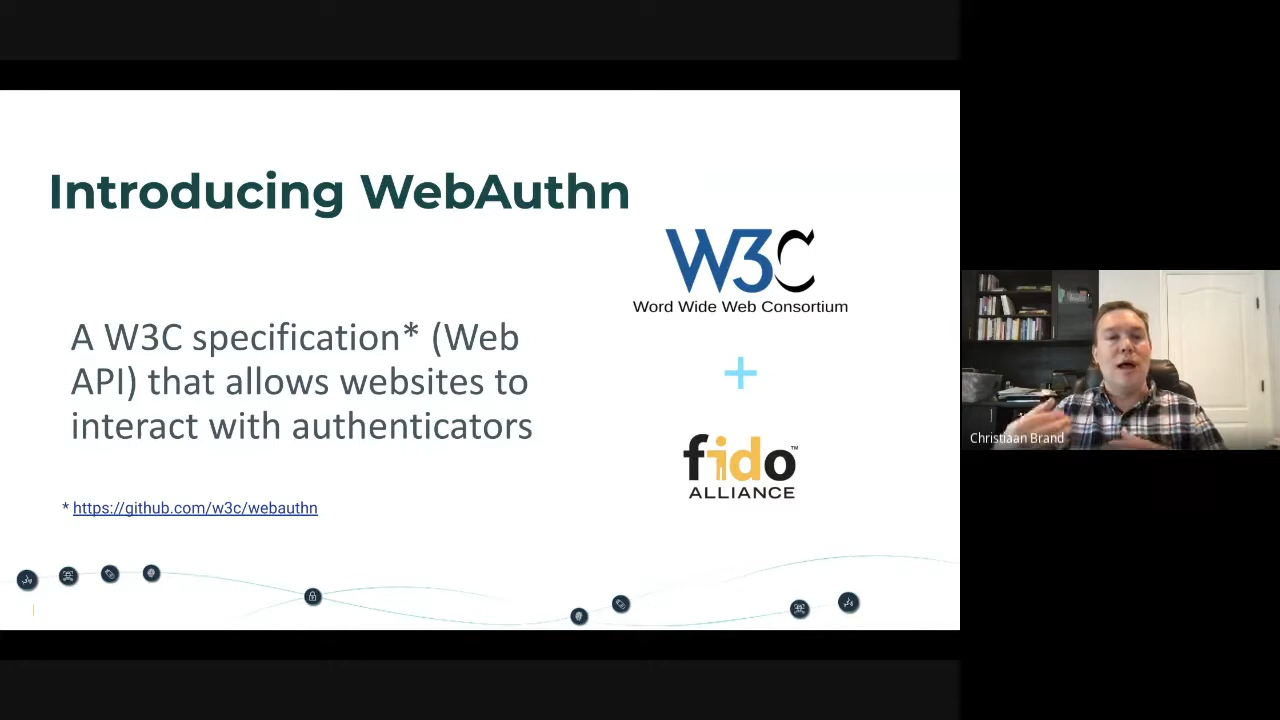 Introducing WebAuthn
W3C
Word Wide Web Consortium
A W3C specification* (Web
API) that allows websites to
interact with authenticators
+
fido™
ALLIANCE
* https://github.com/w3c/webauthn
Christiaan Brand